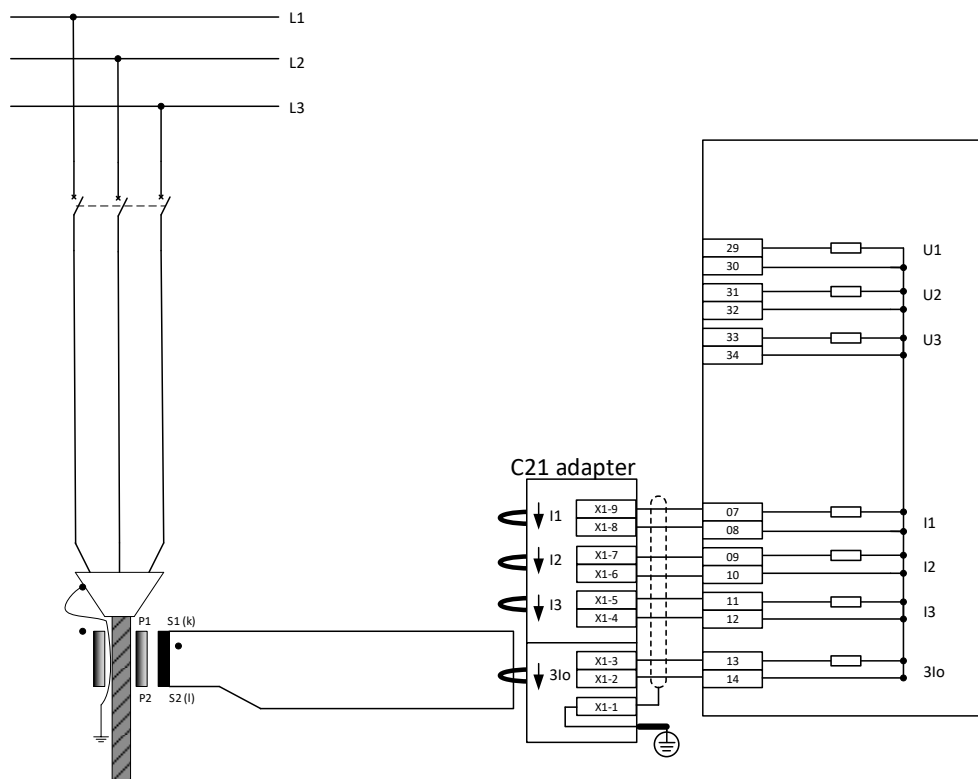 L1
L2
L3
29
30
U1
31
32
U2
33
34
U3
C21 adapter
I1
X1-9
X1-8
07
08
I1
I2
X1-7
X1-6
09
10
I2
I3
X1-5
X1-4
11
12
I3
P1
S1 (k)
P2
S2 (l)
3Io
X1-3
X1-2
13
14
3Io
X1-1